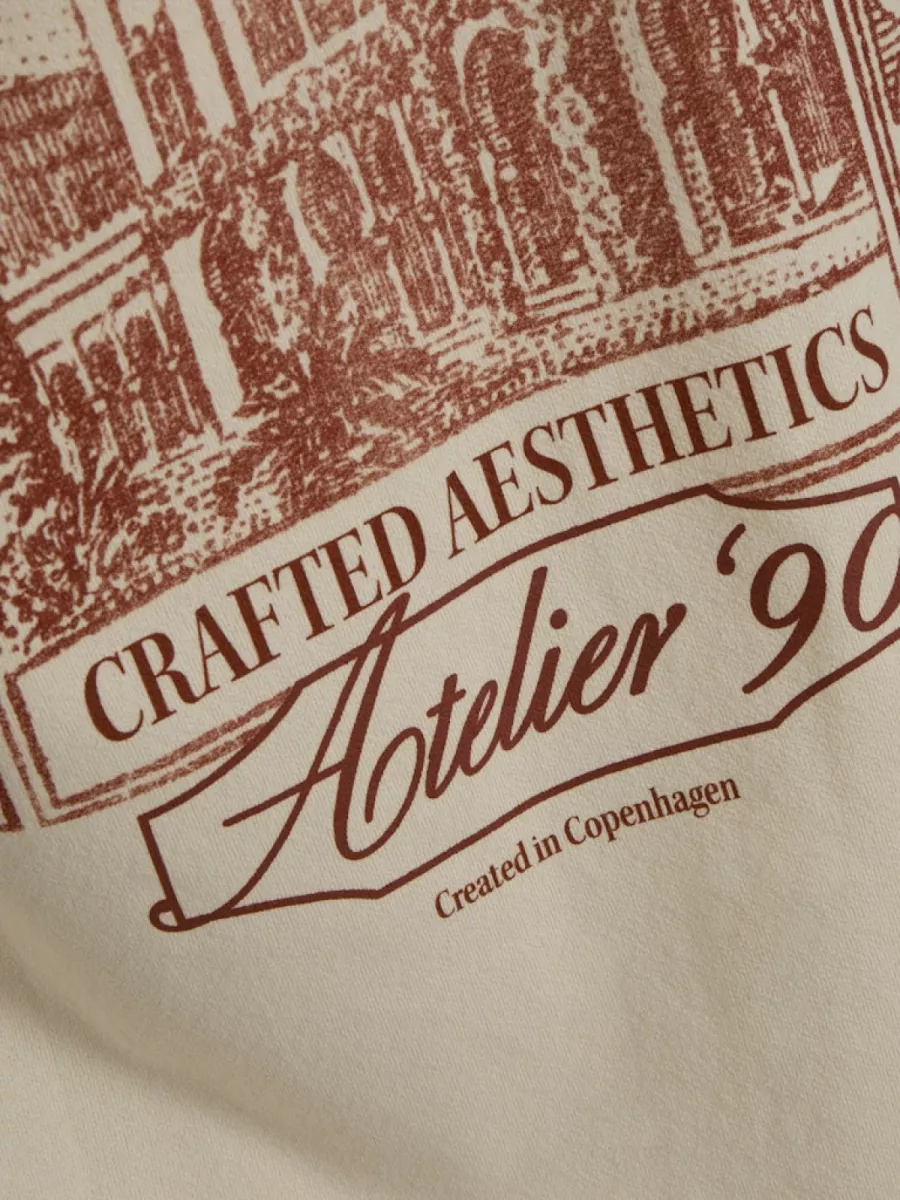 CRAFTED AESTHETICS
Atelier ‘90
Created in Copenhagen